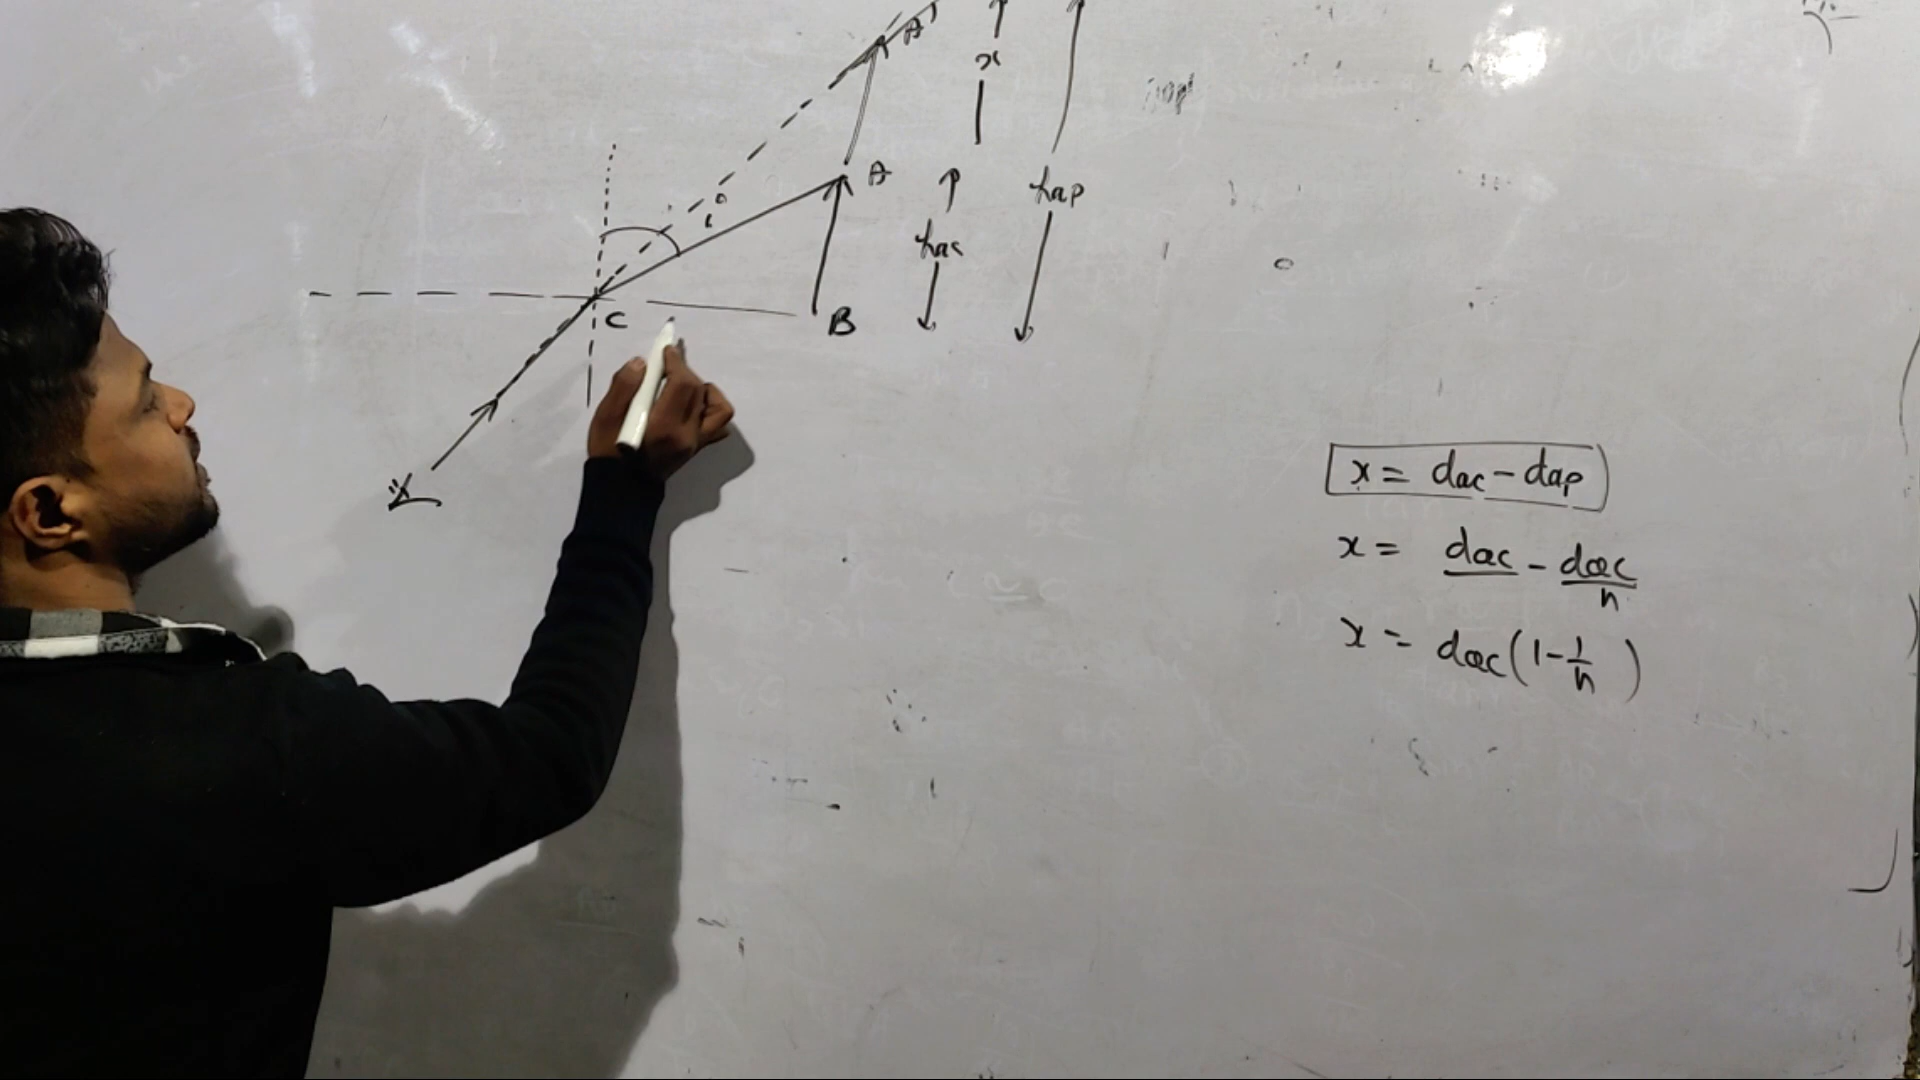 A'
x
A
hap
i
hac
C
B
x = dac - dap
x = dac - dac/n
x = dac(1-1/n)